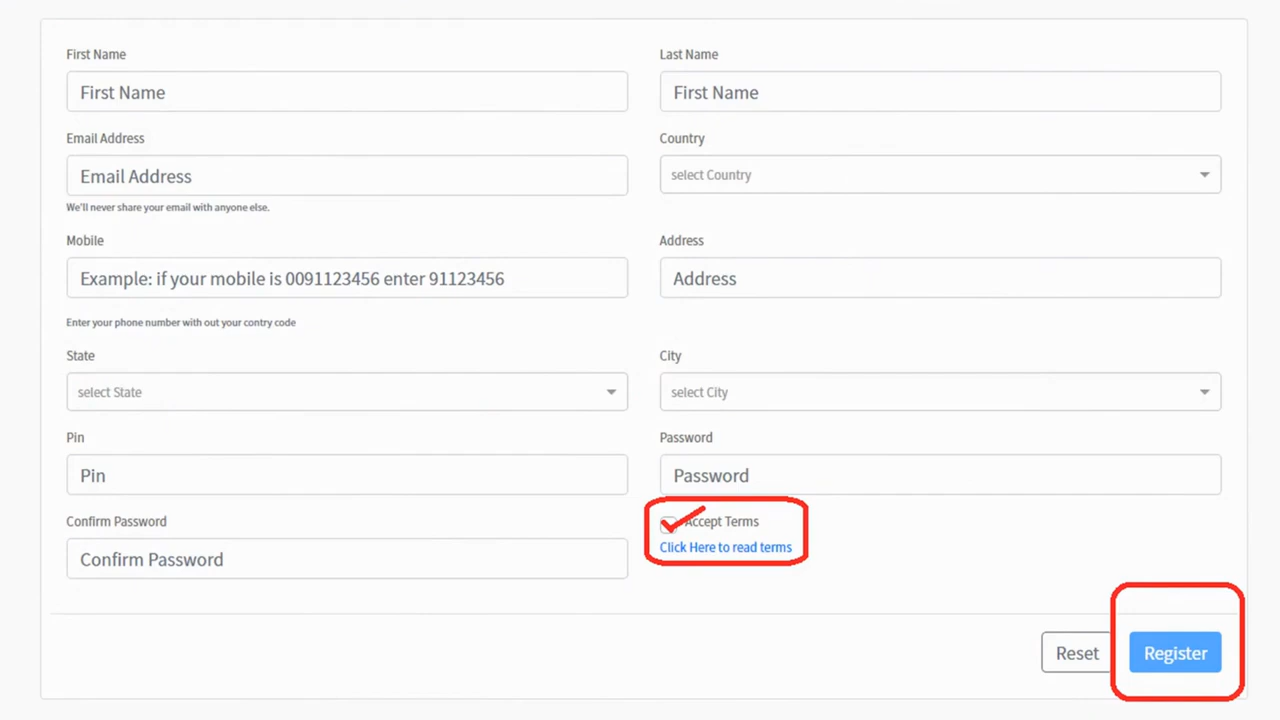 First Name
Last Name
First Name
First Name
Email Address
Country
Email Address
select Country
We'll never share your email with anyone else.
Mobile
Address
Example: if your mobile is 0091123456 enter 91123456
Address
Enter your phone number with out your contry code
State
City
select State
select City
Pin
Password
Pin
Password
Confirm Password
Accept Terms
Click Here to read terms
Confirm Password
Reset
Register